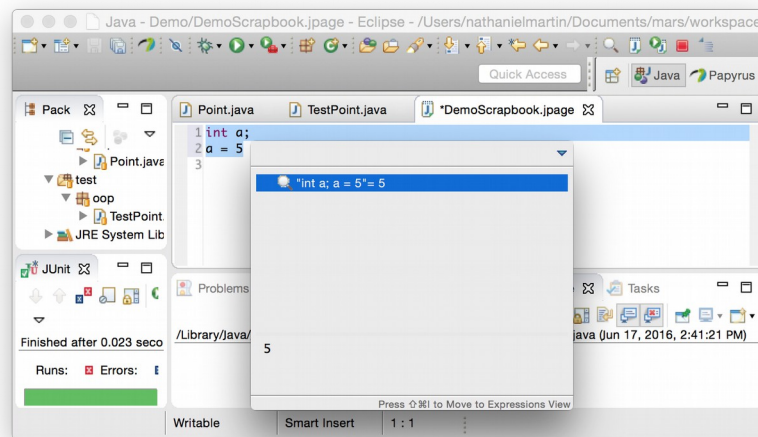 Java - Demo/DemoScrapbook.jpage - Eclipse - /Users/nathanielmartin/Documents/mars/workspace
Quick Access
Java
Papyrus
Pack
Point.java
TestPoint.java
*DemoScrapbook.jpage
1 int a;
2 a = 5
3
Point.java
test
oop
TestPoint.
JRE System Lib
"int a; a = 5"= 5
JUnit
Problems
Tasks
Finished after 0.023 seco
/Library/Java/
java (Jun 17, 2016, 2:41:21 PM)
5
Runs:
Errors:
Press ⇧⌘I to Move to Expressions View
Writable
Smart Insert
1 : 1